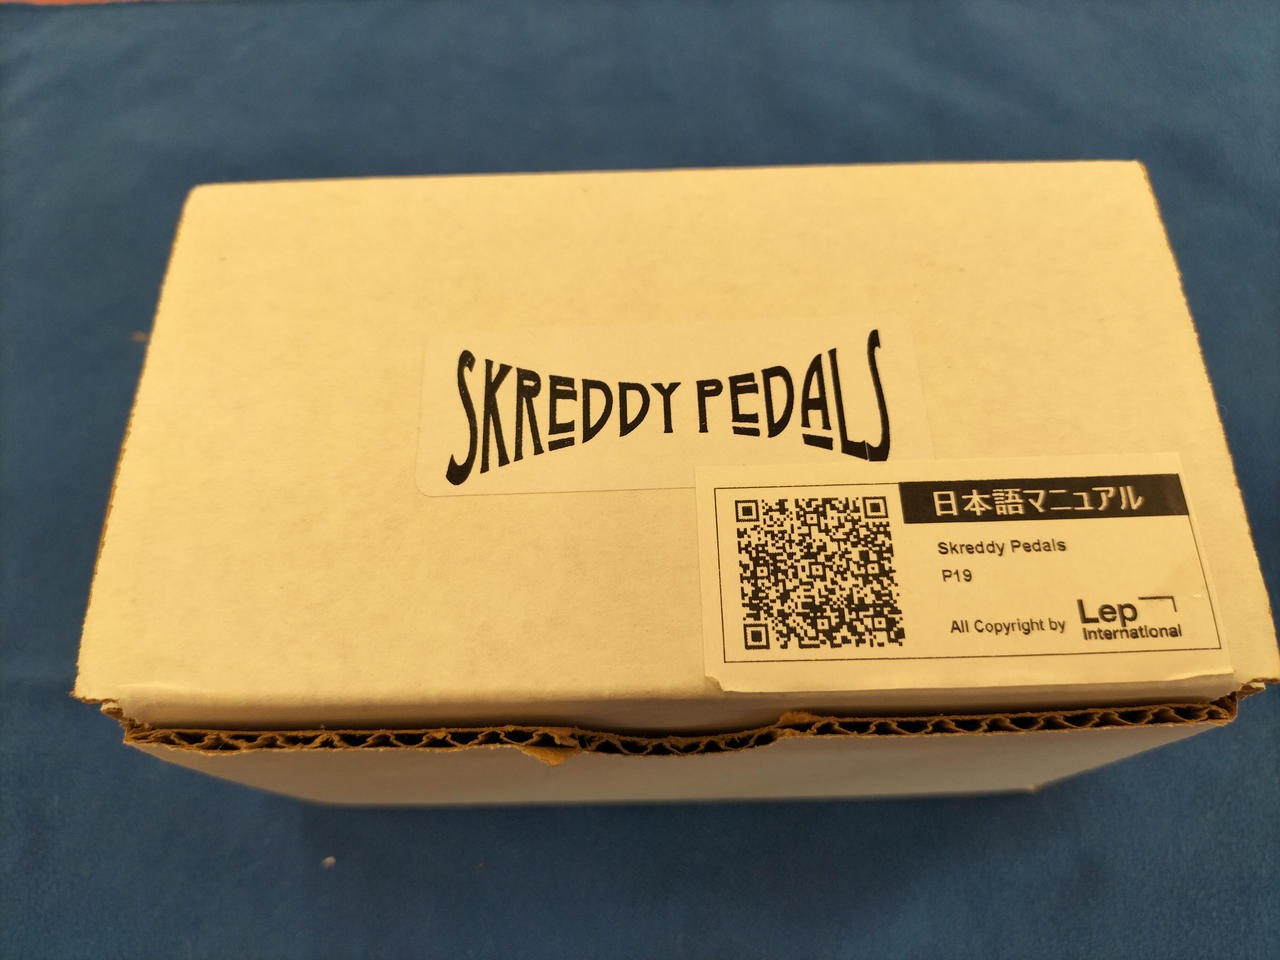 SKREDDY PEDALS
日本語マニュアル
Skreddy Pedals
P19
All Copyright by Lep International